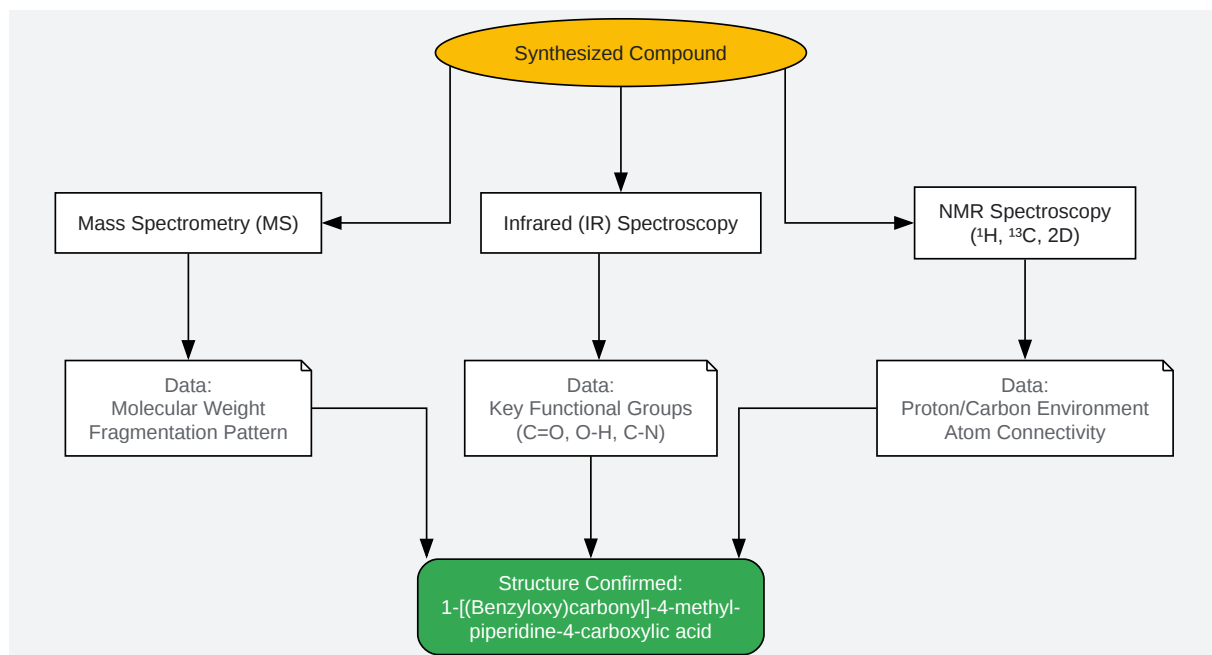 Synthesized Compound
Mass Spectrometry (MS)
Infrared (IR) Spectroscopy
NMR Spectroscopy
(¹H, ¹³C, 2D)
Data:
Molecular Weight
Fragmentation Pattern
Data:
Key Functional Groups
(C=O, O-H, C-N)
Data:
Proton/Carbon Environment
Atom Connectivity
Structure Confirmed:
1-[(Benzyloxy)carbonyl]-4-methyl-
piperidine-4-carboxylic acid